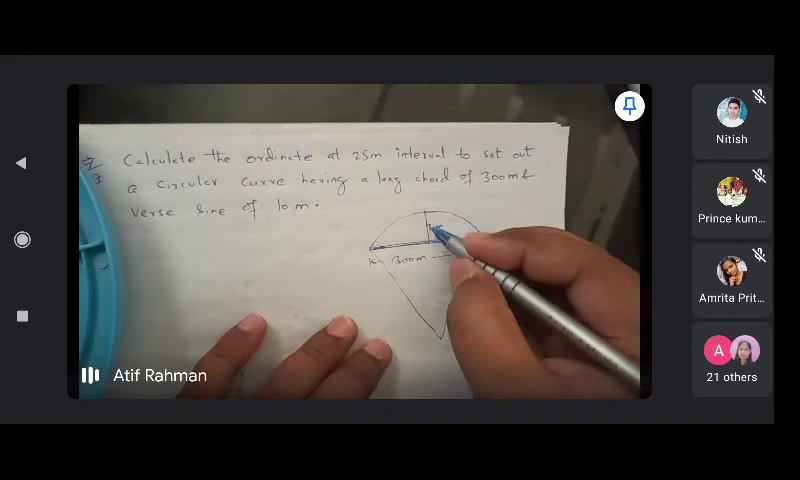 Calculate the ordinate at 25m interval to set out
a circular curve having a long chord of 300m &
verse sine of 10m.
300m
Atif Rahman
Nitish
Prince kum...
Amrita Prit...
A
21 others